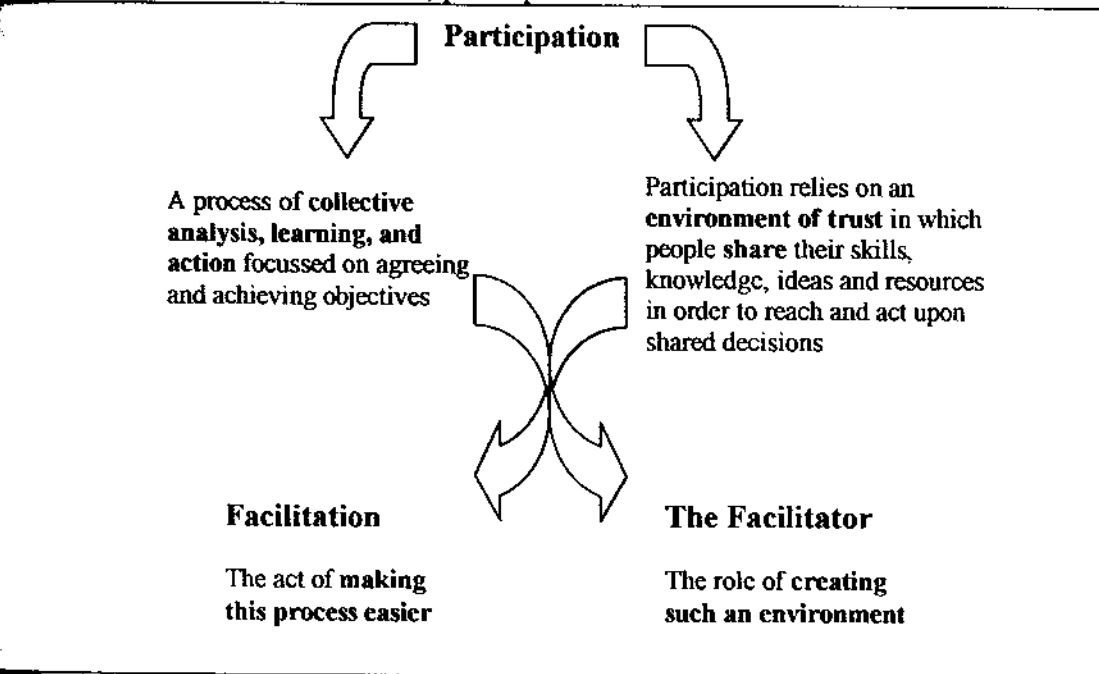 Participation
A process of collective
analysis, learning, and
action focussed on agreeing
and achieving objectives
Participation relies on an
environment of trust in which
people share their skills,
knowledge, ideas and resources
in order to reach and act upon
shared decisions
Facilitation
The act of making
this process easier
The Facilitator
The role of creating
such an environment